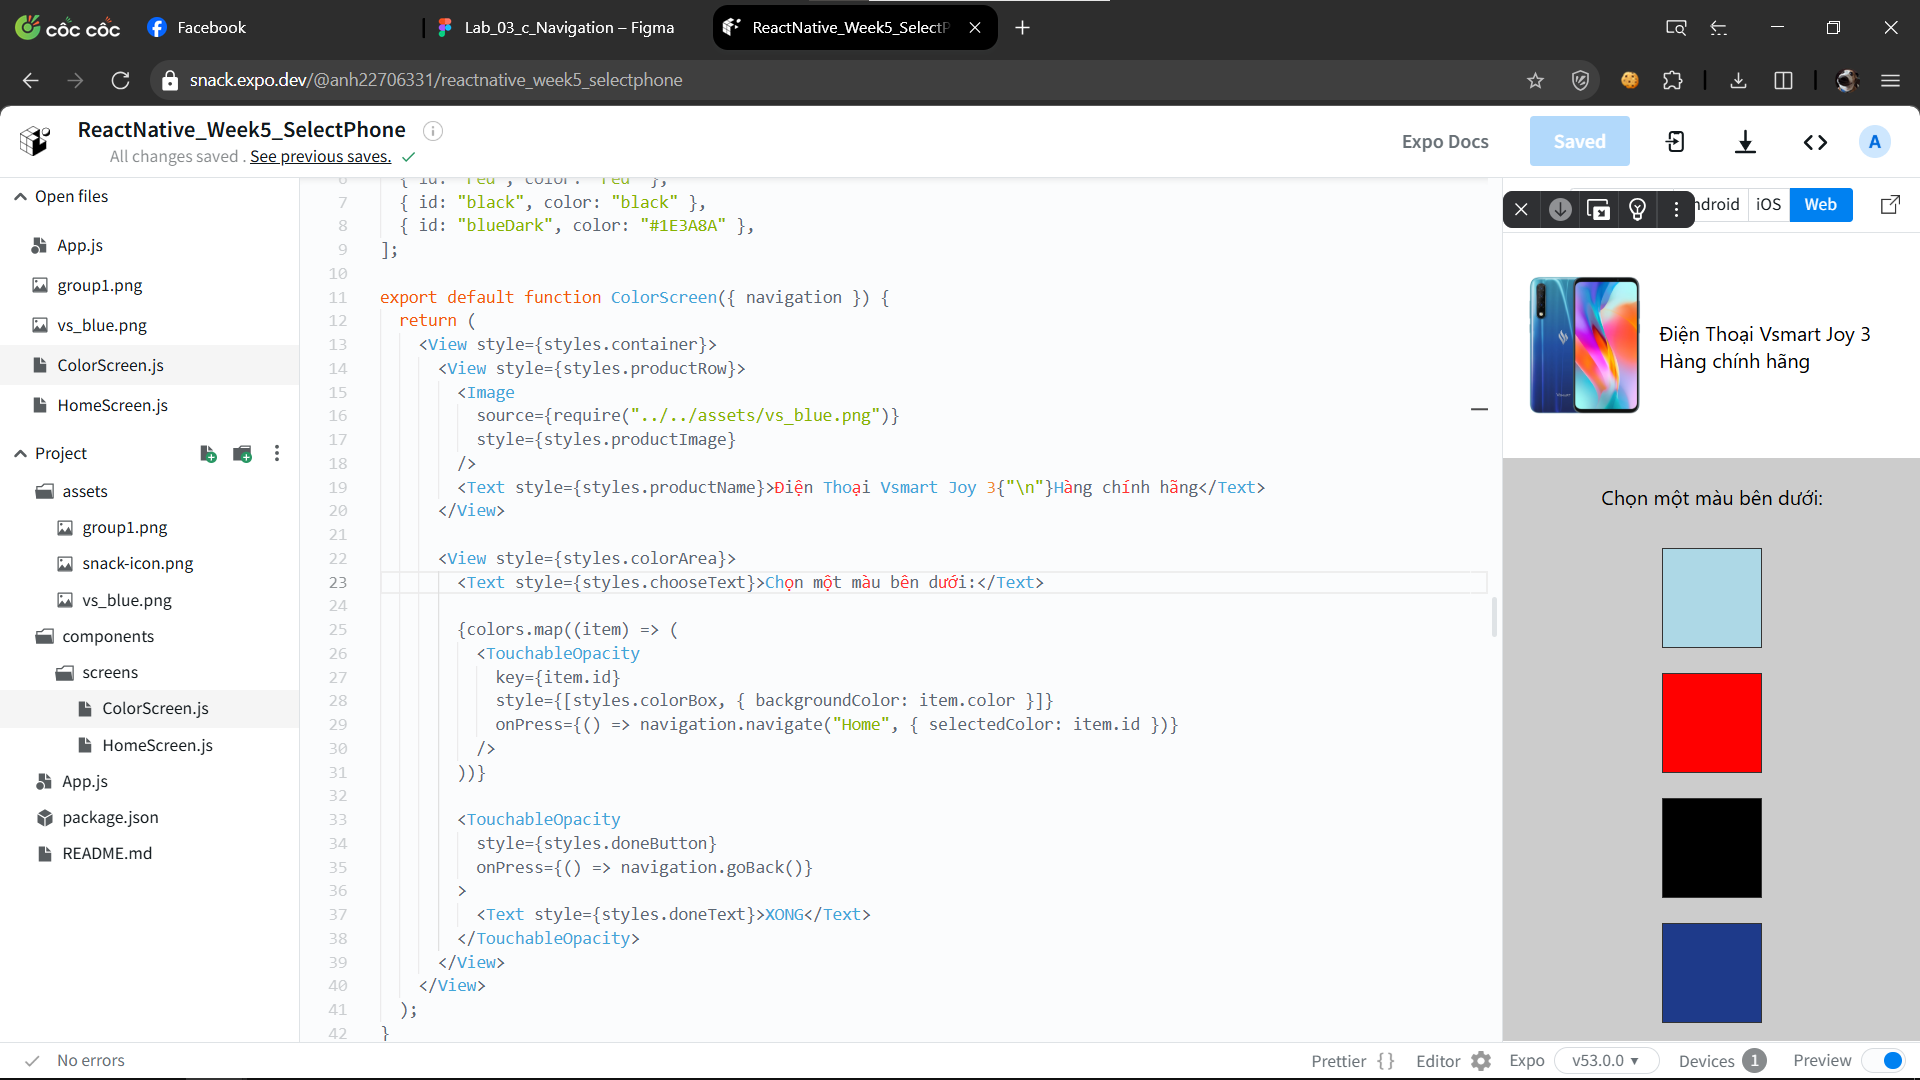 cốc cốc
Facebook
Lab_03_c_Navigation – Figma
ReactNative_Week5_SelectP
snack.expo.dev/@anh22706331/reactnative_week5_selectphone
ReactNative_Week5_SelectPhone
All changes saved . See previous saves.
Expo Docs
Saved
A
Open files
App.js
group1.png
vs_blue.png
ColorScreen.js
HomeScreen.js
Project
assets
group1.png
snack-icon.png
vs_blue.png
components
screens
ColorScreen.js
HomeScreen.js
App.js
package.json
README.md
6 { id: "red", color: "red" },
7 { id: "black", color: "black" },
8 { id: "blueDark", color: "#1E3A8A" },
9 ];
10
11 export default function ColorScreen({ navigation }) {
12 return (
13 <View style={styles.container}>
14 <View style={styles.productRow}>
15 <Image
16 source={require("../../assets/vs_blue.png")}
17 style={styles.productImage}
18 />
19 <Text style={styles.productName}>Điện Thoại Vsmart Joy 3{"\n"}Hàng chính hãng</Text>
20 </View>
21
22 <View style={styles.colorArea}>
23 <Text style={styles.chooseText}>Chọn một màu bên dưới:</Text>
24
25 {colors.map((item) => (
26 <TouchableOpacity
27 key={item.id}
28 style={[styles.colorBox, { backgroundColor: item.color }]}
29 onPress={() => navigation.navigate("Home", { selectedColor: item.id })}
30 />
31 ))}
32
33 <TouchableOpacity
34 style={styles.doneButton}
35 onPress={() => navigation.goBack()}
36 >
37 <Text style={styles.doneText}>XONG</Text>
38 </TouchableOpacity>
39 </View>
40 </View>
41 );
42 }
ndroid
iOS
Web
Điện Thoại Vsmart Joy 3
Hàng chính hãng
Chọn một màu bên dưới:
No errors
Prettier { }
Editor
Expo
v53.0.0
Devices 1
Preview